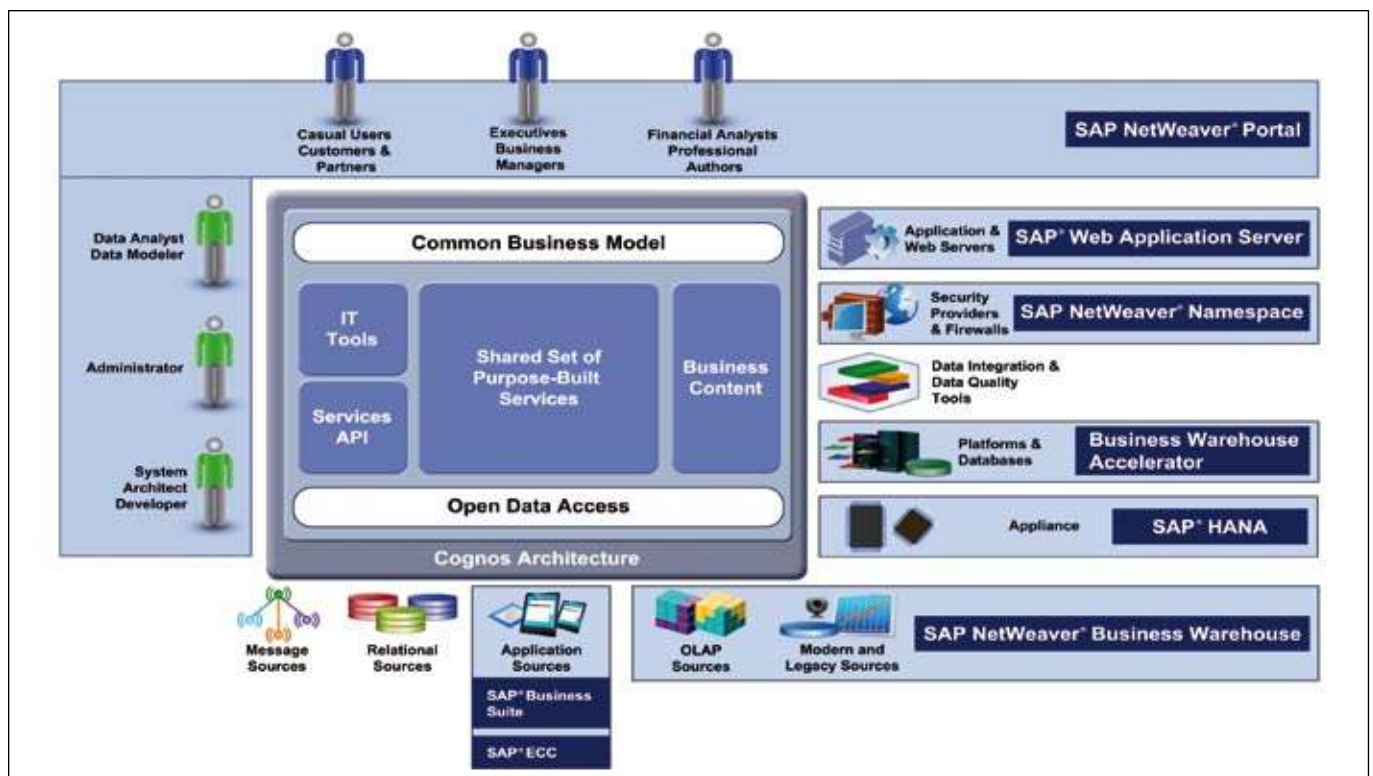 Casual Users
Customers &
Partners
Executives
Business
Managers
Financial Analysts
Professional
Authors
SAP NetWeaver® Portal
Data Analyst
Data Modeler
Administrator
System
Architect
Developer
Common Business Model
IT
Tools
Services
API
Shared Set of
Purpose-Built
Services
Business
Content
Open Data Access
Cognos Architecture
Application &
Web Servers
SAP® Web Application Server
Security
Providers
& Firewalls
SAP NetWeaver® Namespace
Data Integration &
Data Quality
Tools
Platforms &
Databases
Business Warehouse
Accelerator
Appliance
SAP® HANA
Message
Sources
Relational
Sources
Application
Sources
SAP® Business
Suite
SAP® ECC
OLAP
Sources
Modern and
Legacy Sources
SAP NetWeaver® Business Warehouse